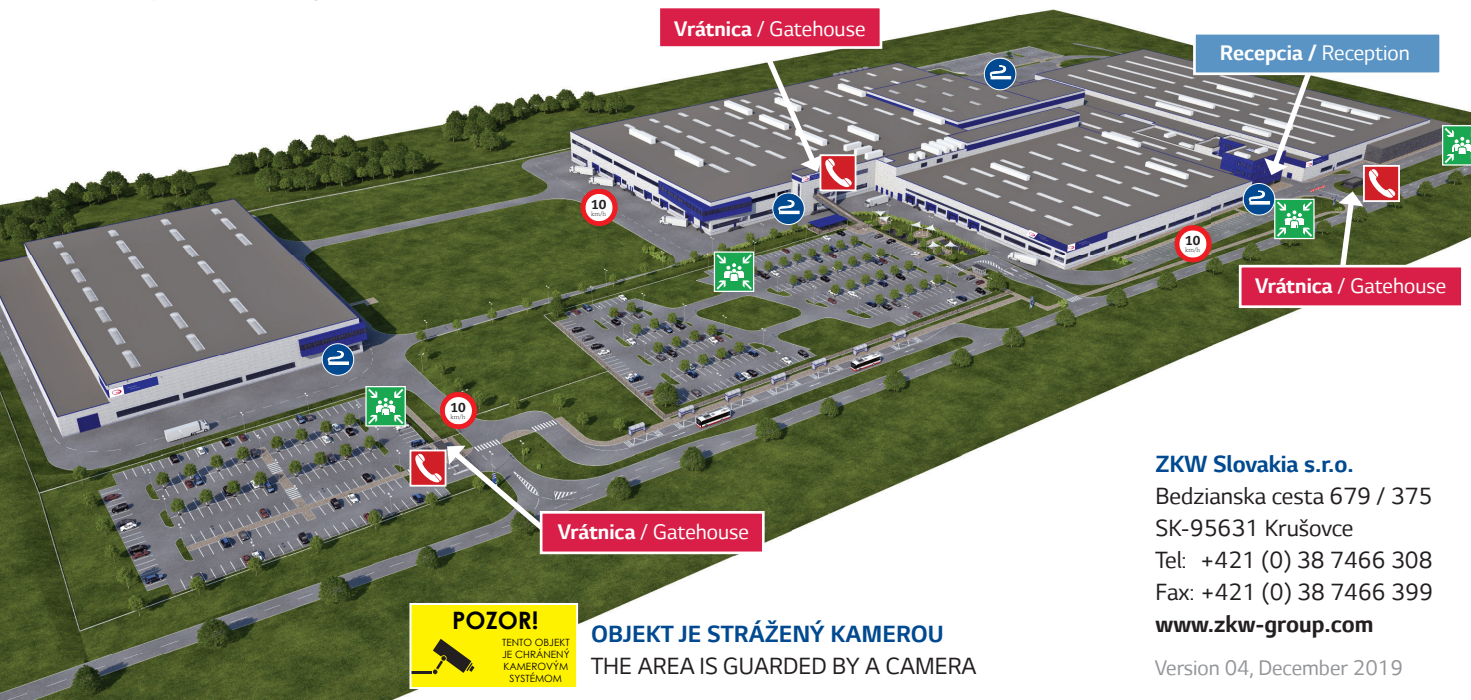 Vrátnica / Gatehouse
Recepcia / Reception
10
km/h
10
km/h
Vrátnica / Gatehouse
10
km/h
Vrátnica / Gatehouse
ZKW Slovakia s.r.o.
Bedzianska cesta 679 / 375
SK-95631 Krušovce
Tel: +421 (0) 38 7466 308
Fax: +421 (0) 38 7466 399
www.zkw-group.com
Version 04, December 2019
POZOR!
TENTO OBJEKT
JE CHRÁNENÝ
KAMEROVÝM
SYSTÉMOM
OBJEKT JE STRÁŽENÝ KAMEROU
THE AREA IS GUARDED BY A CAMERA